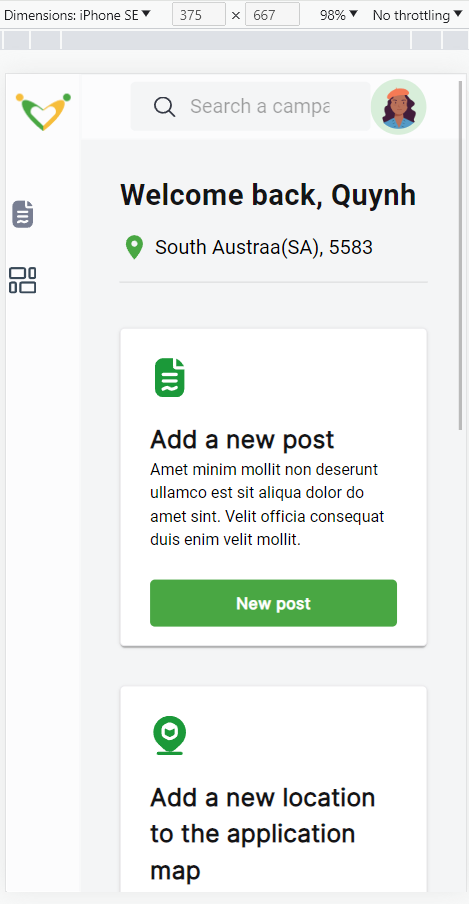 Dimensions: iPhone SE 375 × 667 98% No throttling
Search a campa
Welcome back, Quynh
South Austraa(SA), 5583
Add a new post
Amet minim mollit non deserunt
ullamco est sit aliqua dolor do
amet sint. Velit officia consequat
duis enim velit mollit.
New post
Add a new location
to the application
map